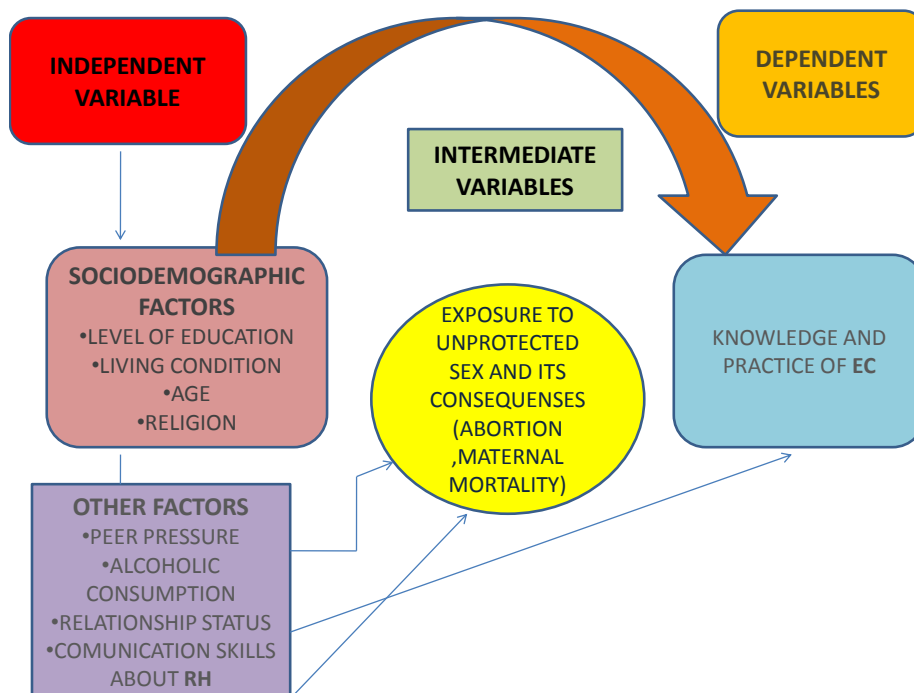 INDEPENDENT
VARIABLE
DEPENDENT
VARIABLES
INTERMEDIATE
VARIABLES
SOCIODEMOGRAPHIC
FACTORS
•LEVEL OF EDUCATION
•LIVING CONDITION
•AGE
•RELIGION
EXPOSURE TO
UNPROTECTED
SEX AND ITS
CONSEQUENSES
(ABORTION
,MATERNAL
MORTALITY)
KNOWLEDGE AND
PRACTICE OF EC
OTHER FACTORS
•PEER PRESSURE
•ALCOHOLIC
CONSUMPTION
•RELATIONSHIP STATUS
•COMUNICATION SKILLS
ABOUT RH